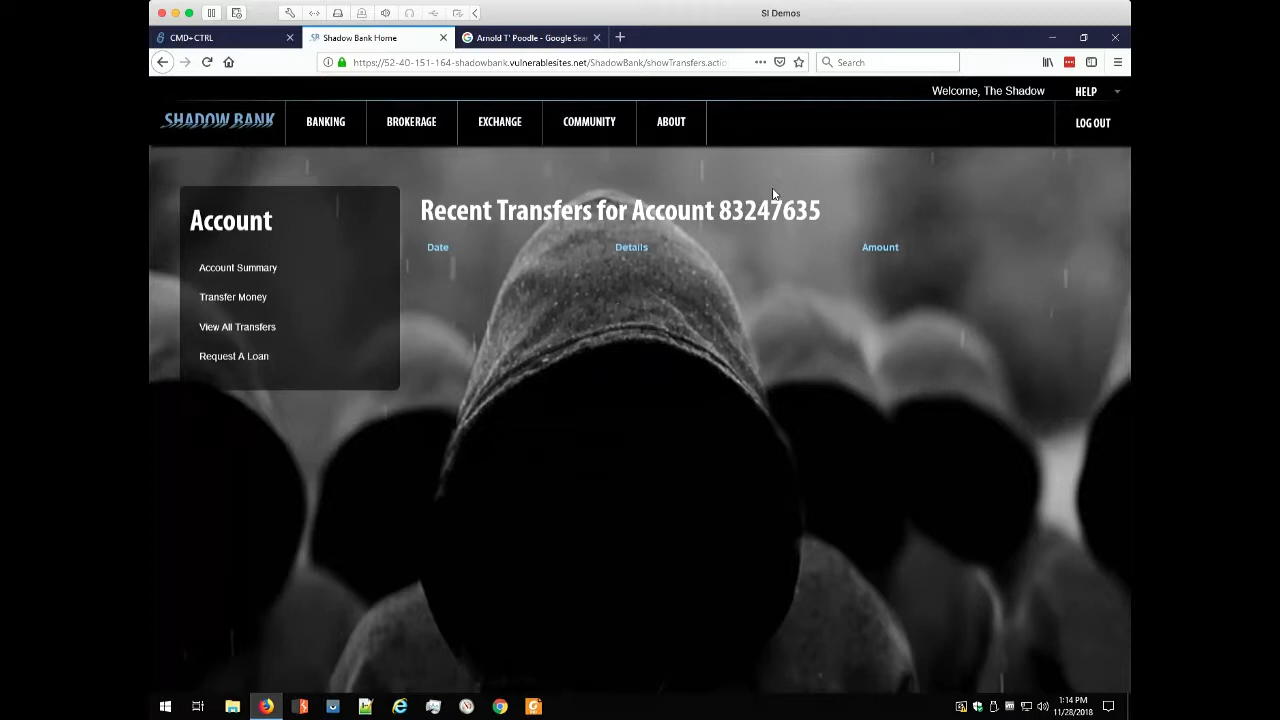 SI Demos
CMD+CTRL
Shadow Bank Home
Arnold T' Poodle - Google Sea
https://52-40-151-164-shadowbank.vulnerablesites.net/ShadowBank/showTransfers.actio
Search
Welcome, The Shadow
HELP
SHADOW BANK
BANKING
BROKERAGE
EXCHANGE
COMMUNITY
ABOUT
LOG OUT
Account
Account Summary
Transfer Money
View All Transfers
Request A Loan
Recent Transfers for Account 83247635
Date
Details
Amount
1:14 PM
11/28/2018